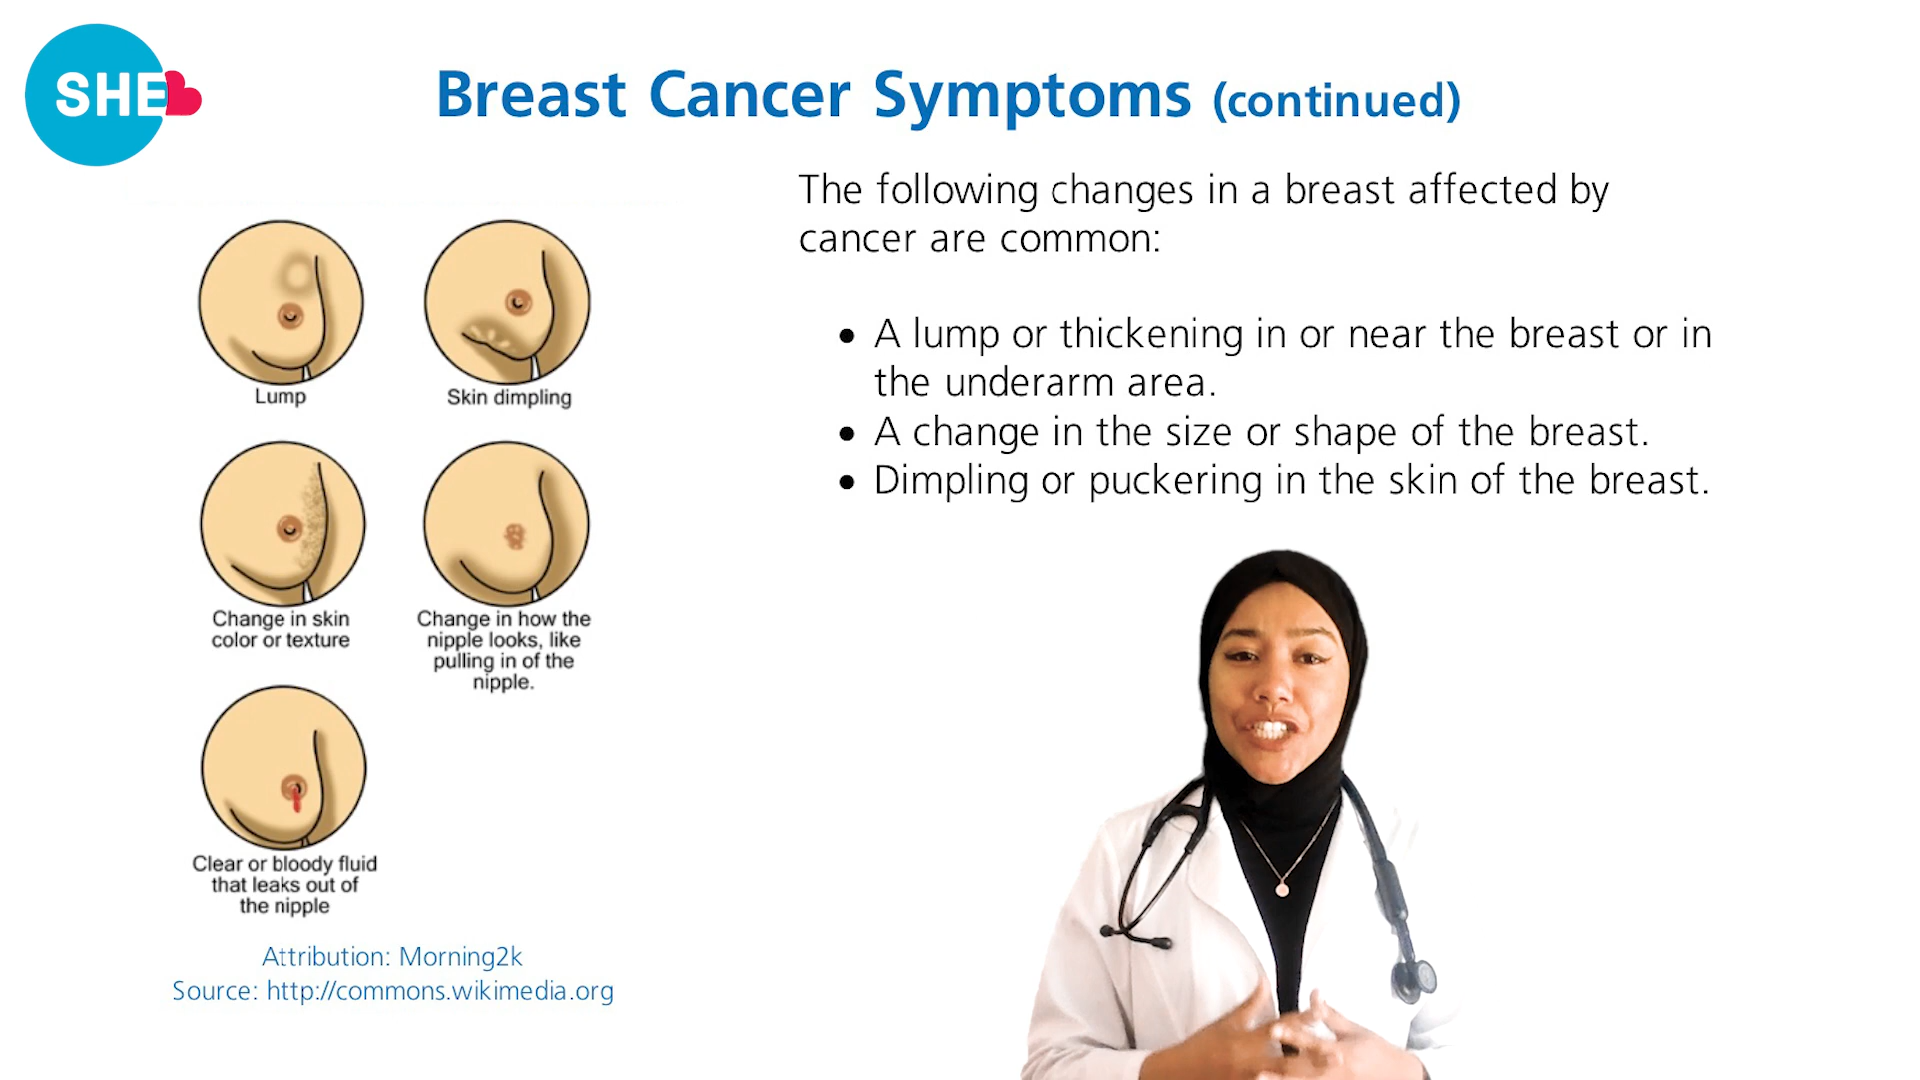 SHE
Breast Cancer Symptoms (continued)
The following changes in a breast affected by
cancer are common:
• A lump or thickening in or near the breast or in
the underarm area.
• A change in the size or shape of the breast.
• Dimpling or puckering in the skin of the breast.
Lump
Skin dimpling
Change in skin
color or texture
Change in how the
nipple looks, like
pulling in of the
nipple.
Clear or bloody fluid
that leaks out of
the nipple
Attribution: Morning2k
Source: http://commons.wikimedia.org